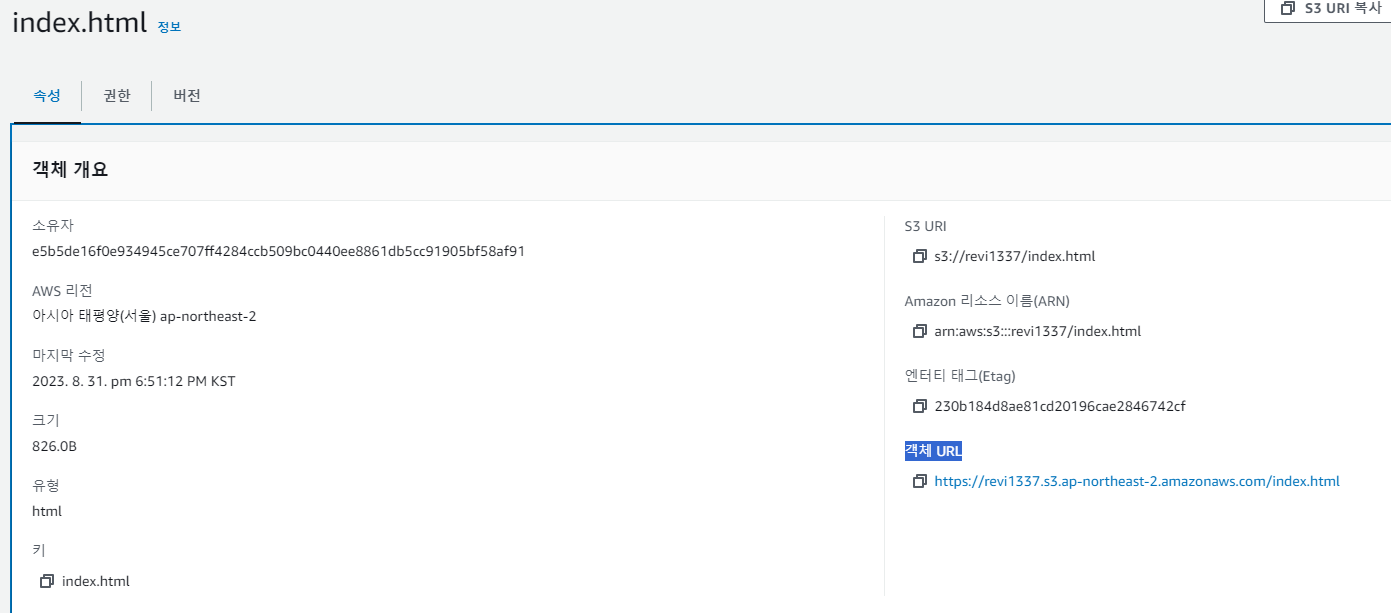 index.html 정보
S3 URI 복사
속성
권한
버전
객체 개요
소유자
e5b5de16f0e934945ce707ff4284ccb509bc0440ee8861db5cc91905bf58af91
AWS 리전
아시아 태평양(서울) ap-northeast-2
마지막 수정
2023. 8. 31. pm 6:51:12 PM KST
크기
826.0B
유형
html
키
index.html
S3 URI
s3://revi1337/index.html
Amazon 리소스 이름(ARN)
arn:aws:s3:::revi1337/index.html
엔터티 태그(Etag)
230b184d8ae81cd20196cae2846742cf
객체 URL
https://revi1337.s3.ap-northeast-2.amazonaws.com/index.html